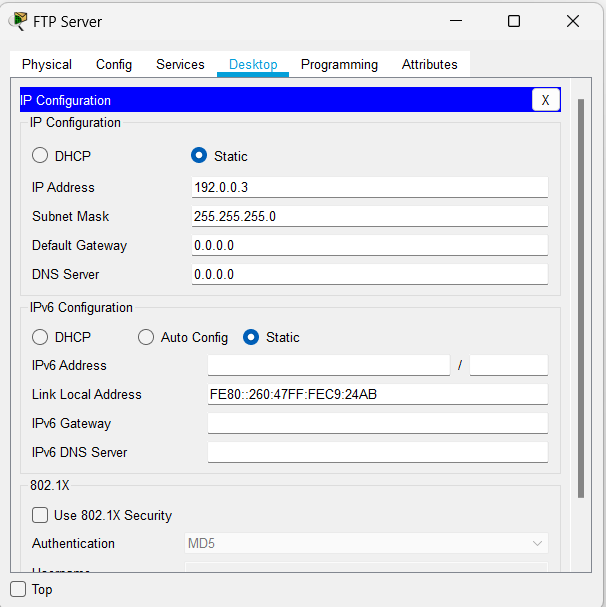 FTP Server
Physical Config Services Desktop Programming Attributes
IP Configuration X
IP Configuration
DHCP Static
IP Address 192.0.0.3
Subnet Mask 255.255.255.0
Default Gateway 0.0.0.0
DNS Server 0.0.0.0
IPv6 Configuration
DHCP Auto Config Static
IPv6 Address /
Link Local Address FE80::260:47FF:FEC9:24AB
IPv6 Gateway
IPv6 DNS Server
802.1X
Use 802.1X Security
Authentication MD5
Top